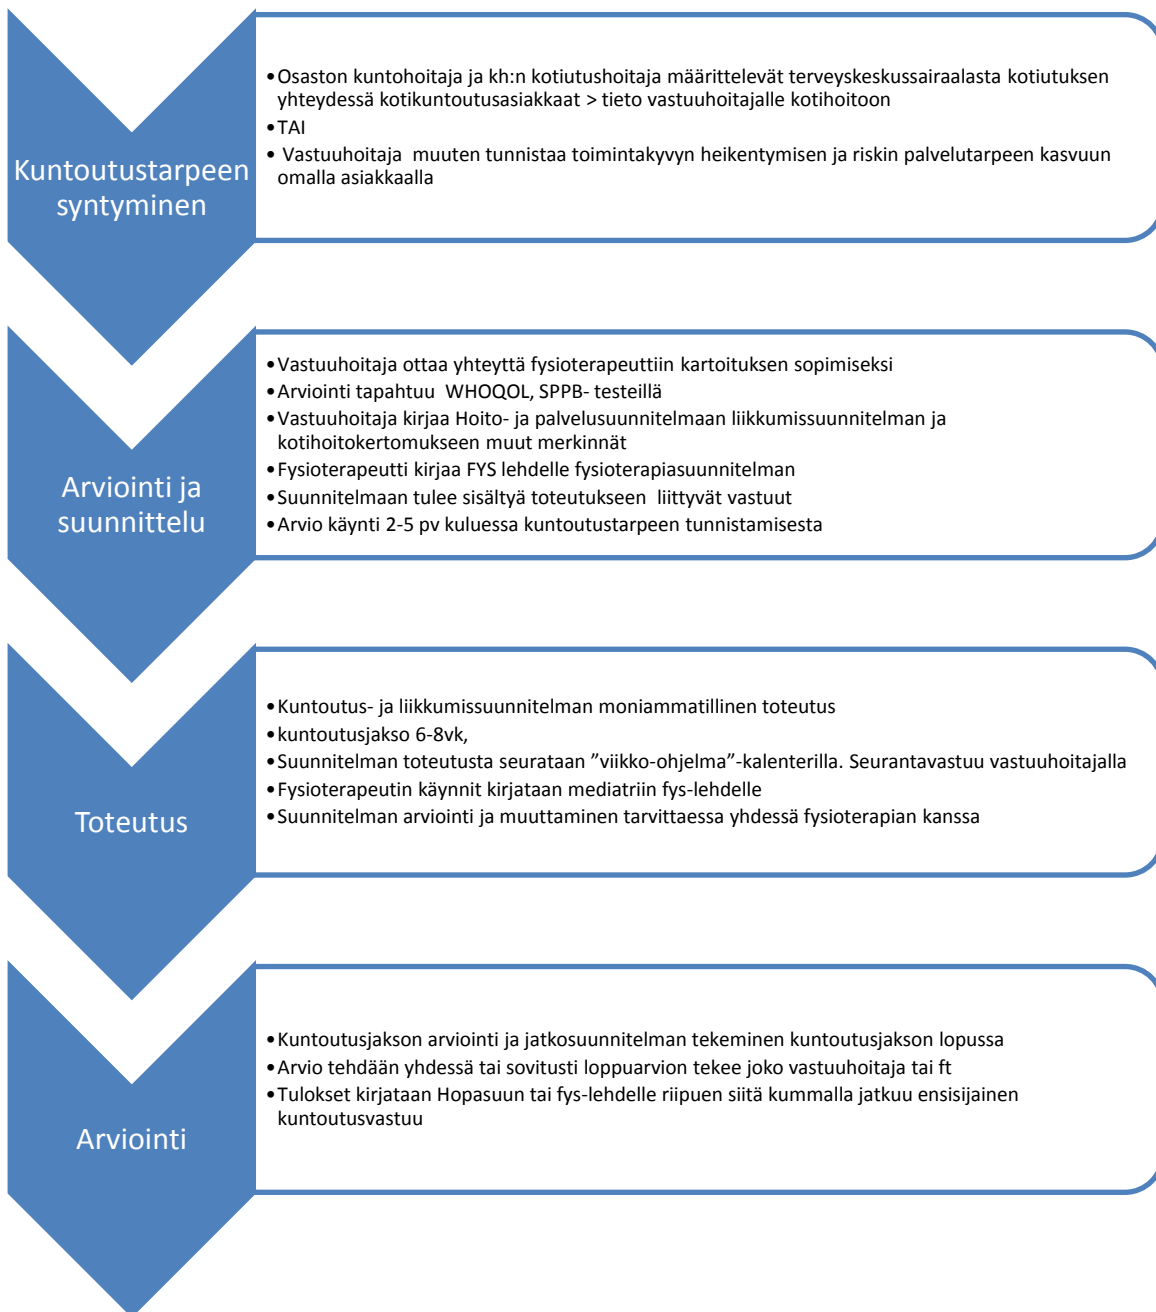 Kuntoutustarpeen
syntyminen
•Osaston kuntohoitaja ja kh:n kotiutushoitaja määrittelevät terveyskeskussairaalasta kotiutuksen
yhteydessä kotikuntoutusasiakkaat > tieto vastuuhoitajalle kotihoitoon
•TAI
• Vastuuhoitaja  muuten tunnistaa toimintakyvyn heikentymisen ja riskin palvelutarpeen kasvuun
omalla asiakkaalla
Arviointi ja
suunnittelu
•Vastuuhoitaja ottaa yhteyttä fysioterapeuttiin kartoituksen sopimiseksi
•Arviointi tapahtuu  WHOQOL, SPPB- testeillä
•Vastuuhoitaja kirjaa Hoito- ja palvelusuunnitelmaan liikkumissuunnitelman ja
kotihoitokertomukseen muut merkinnät
•Fysioterapeutti kirjaa FYS lehdelle fysioterapiasuunnitelman
•Suunnitelmaan tulee sisältyä toteutukseen  liittyvät vastuut
•Arvio käynti 2-5 pv kuluessa kuntoutustarpeen tunnistamisesta
Toteutus
•Kuntoutus- ja liikkumissuunnitelman moniammatillinen toteutus
•kuntoutusjakso 6-8vk,
•Suunnitelman toteutusta seurataan ”viikko-ohjelma”-kalenterilla. Seurantavastuu vastuuhoitajalla
•Fysioterapeutin käynnit kirjataan mediatriin fys-lehdelle
•Suunnitelman arviointi ja muuttaminen tarvittaessa yhdessä fysioterapian kanssa
Arviointi
•Kuntoutusjakson arviointi ja jatkosuunnitelman tekeminen kuntoutusjakson lopussa
•Arvio tehdään yhdessä tai sovitusti loppuarvion tekee joko vastuuhoitaja tai ft
•Tulokset kirjataan Hopasuun tai fys-lehdelle riipuen siitä kummalla jatkuu ensisijainen
kuntoutusvastuu